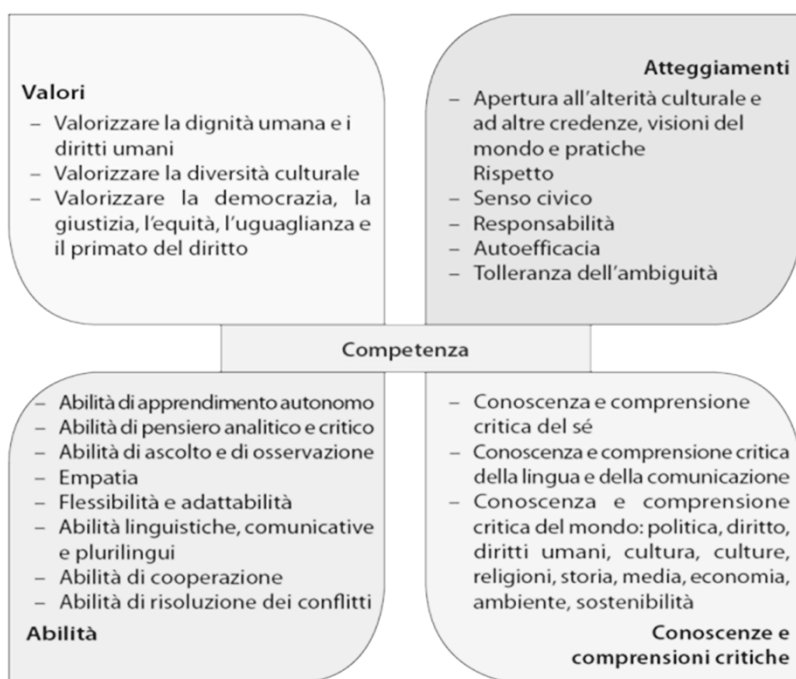 Valori
– Valorizzare la dignità umana e i
diritti umani
– Valorizzare la diversità culturale
– Valorizzare la democrazia, la
giustizia, l'equità, l'uguaglianza e
il primato del diritto
Atteggiamenti
– Apertura all'alterità culturale e
ad altre credenze, visioni del
mondo e pratiche
Rispetto
– Senso civico
– Responsabilità
– Autoefficacia
– Tolleranza dell'ambiguità
Competenza
– Abilità di apprendimento autonomo
– Abilità di pensiero analitico e critico
– Abilità di ascolto e di osservazione
– Empatia
– Flessibilità e adattabilità
– Abilità linguistiche, comunicative
e plurilingui
– Abilità di cooperazione
– Abilità di risoluzione dei conflitti
Abilità
– Conoscenza e comprensione
critica del sé
– Conoscenza e comprensione critica
della lingua e della comunicazione
– Conoscenza e comprensione
critica del mondo: politica, diritto,
diritti umani, cultura, culture,
religioni, storia, media, economia,
ambiente, sostenibilità
Conoscenze e
comprensioni critiche